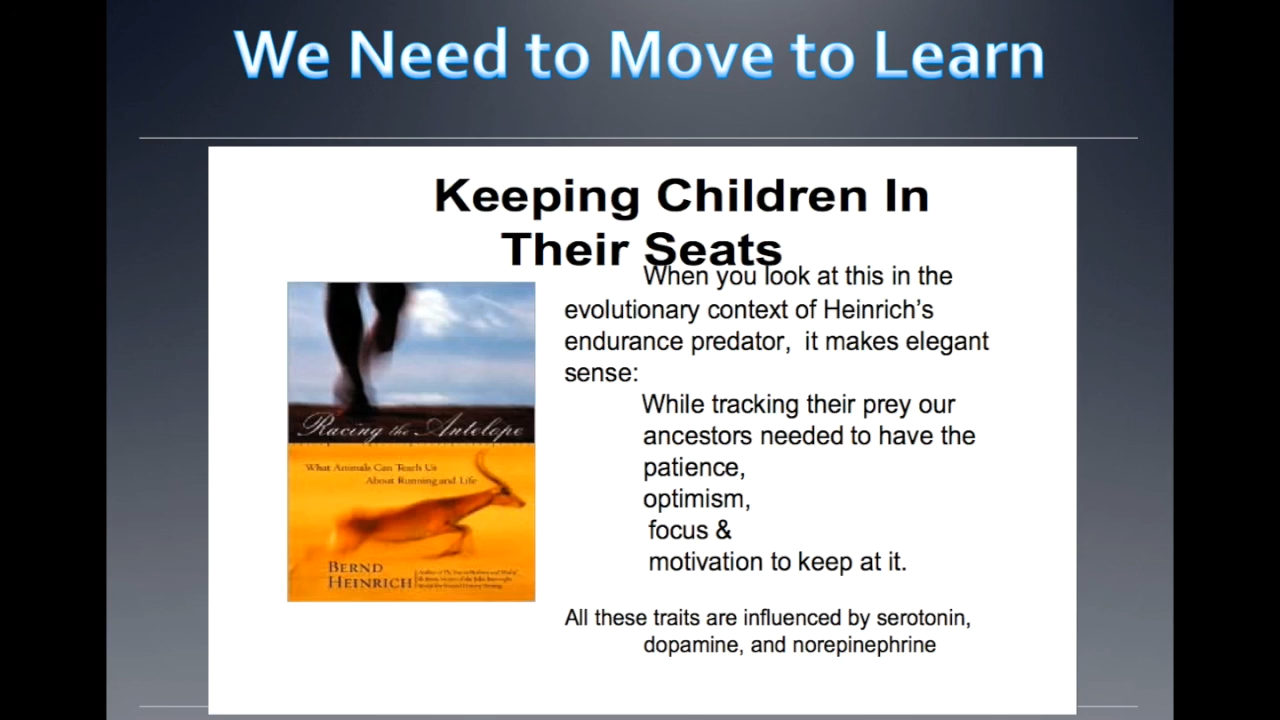 We Need to Move to Learn
Keeping Children In
Their Seats
When you look at this in the
evolutionary context of Heinrich's
endurance predator, it makes elegant
sense:
While tracking their prey our
ancestors needed to have the
patience,
optimism,
focus &
motivation to keep at it.
All these traits are influenced by serotonin,
dopamine, and norepinephrine
Racing the Antelope
What Animals Can Teach Us
About Running and Life
BERND
HEINRICH